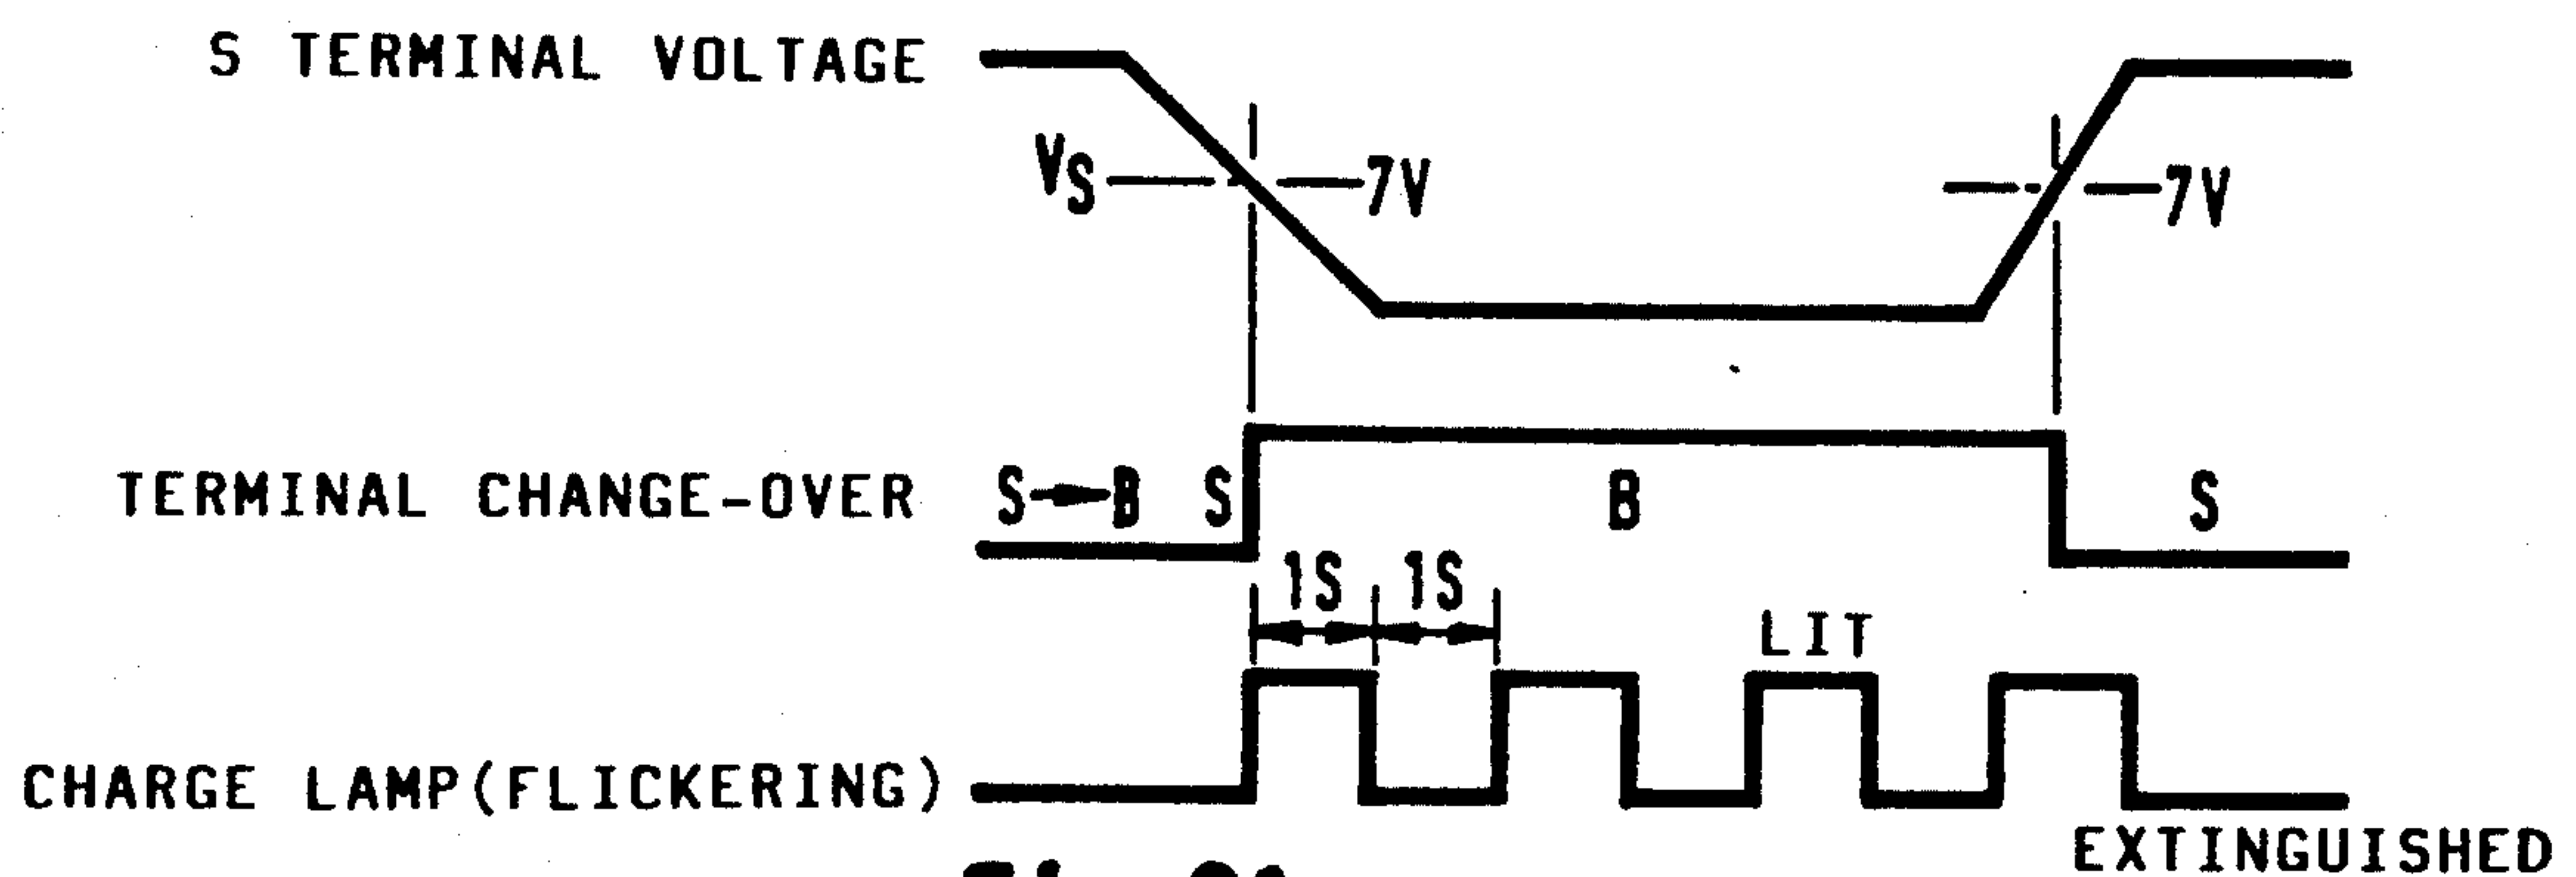 S TERMINAL VOLTAGE
VS 7V 7V
TERMINAL CHANGE-OVER S→B S B S
1S 1S
LIT
CHARGE LAMP(FLICKERING)
EXTINGUISHED